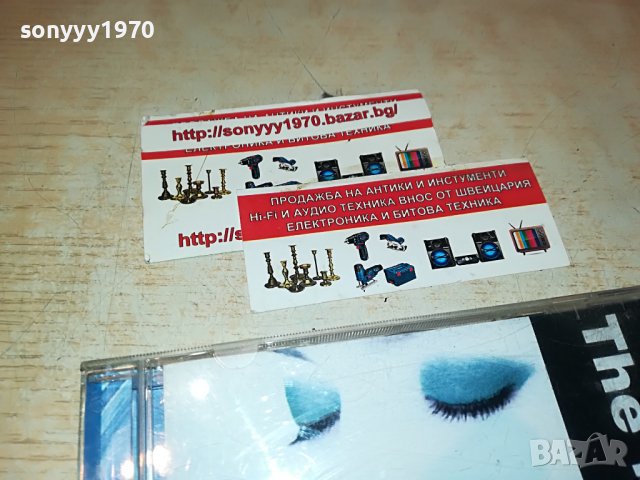 sonyyy1970
http://sonyyy1970.bazar.bg/
ЕЛЕКТРОНИКА И БИТОВА ТЕХНИКА
http://s
ПРОДАЖБА НА АНТИКИ И ИНСТУМЕНТИ
Hi-Fi И АУДИО ТЕХНИКА ВНОС ОТ ШВЕЙЦАРИЯ
ЕЛЕКТРОНИКА И БИТОВА ТЕХНИКА
The
BAZAR